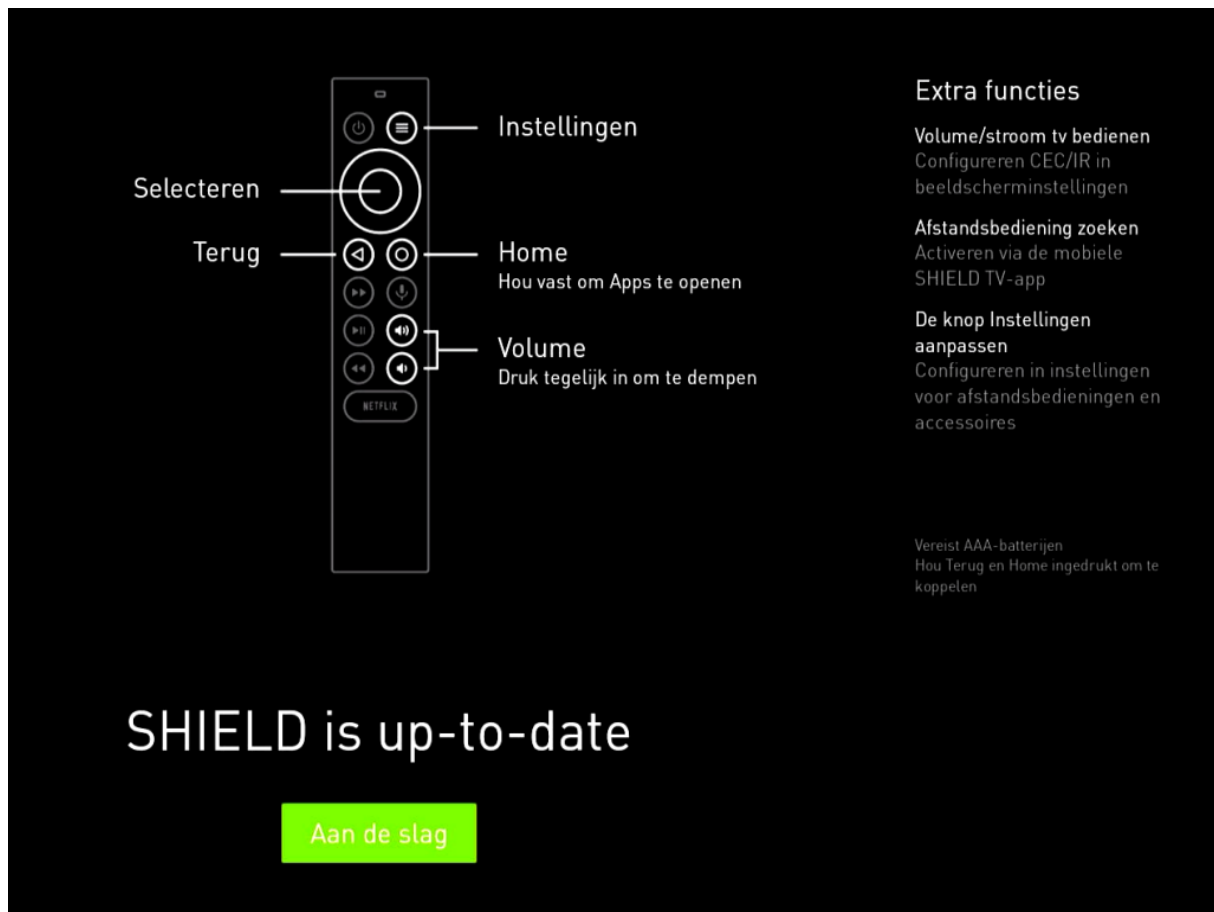 Instellingen
Selecteren
Terug
Home
Hou vast om Apps te openen
Volume
Druk tegelijk in om te dempen
NETFLIX
Extra functies
Volume/stroom tv bedienen
Configureren CEC/IR in
beeldscherminstellingen
Afstandsbediening zoeken
Activeren via de mobiele
SHIELD TV-app
De knop Instellingen
aanpassen
Configureren in instellingen
voor afstandsbedieningen en
accessoires
Vereist AAA-batterijen
Hou Terug en Home ingedrukt om te
koppelen
SHIELD is up-to-date
Aan de slag